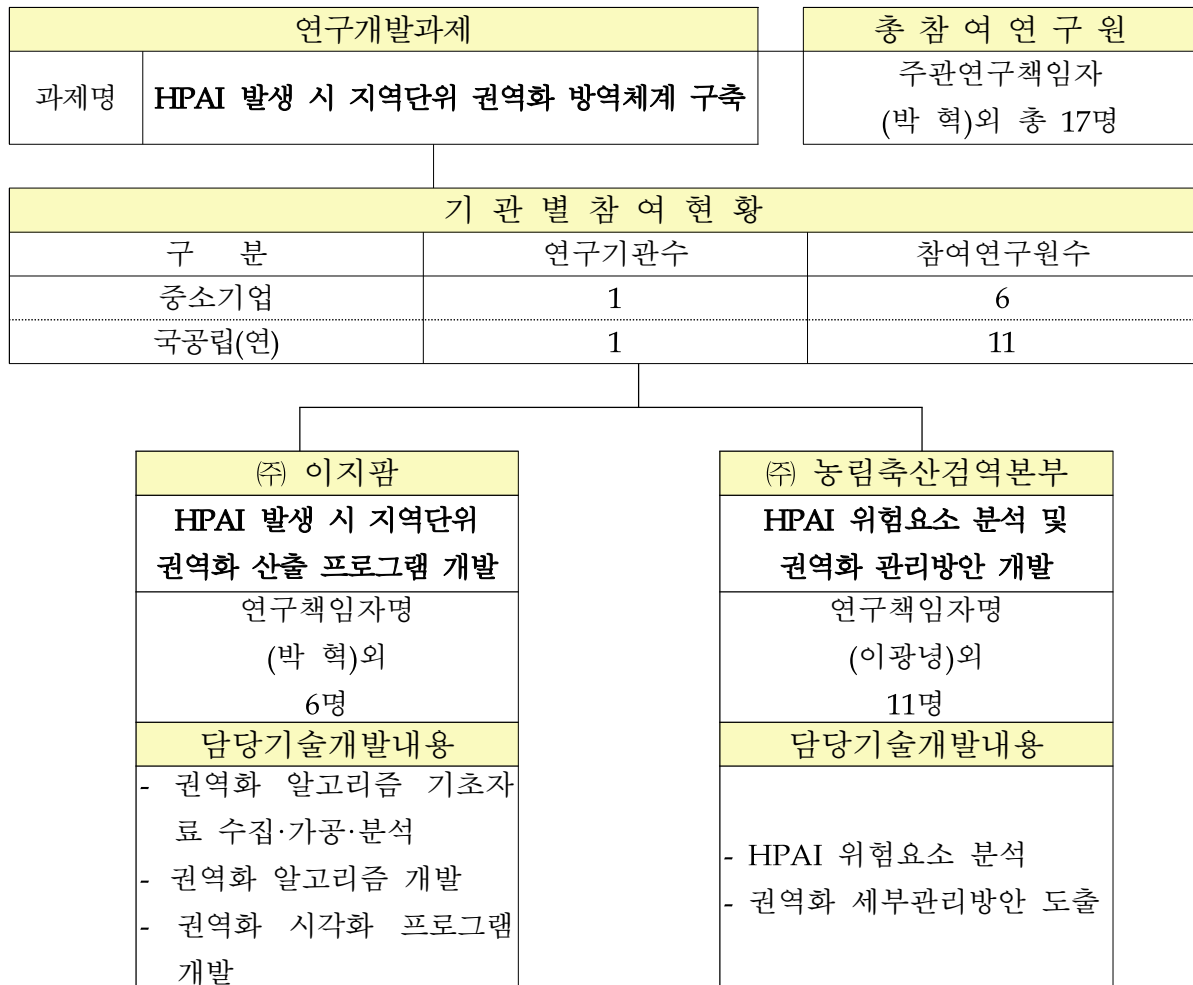 연구개발과제
총 참 여 연 구 원
과제명
HPAI 발생 시 지역단위 권역화 방역체계 구축
주관연구책임자
(박 혁)외 총 17명
기 관 별 참 여 현 황
구 분 연구기관수 참여연구원수
중소기업 1 6
국공립(연) 1 11
㈜ 이지팜
HPAI 발생 시 지역단위
권역화 산출 프로그램 개발
연구책임자명
(박 혁)외
6명
담당기술개발내용
- 권역화 알고리즘 기초자
료 수집·가공·분석
- 권역화 알고리즘 개발
- 권역화 시각화 프로그램
개발
㈜ 농림축산검역본부
HPAI 위험요소 분석 및
권역화 관리방안 개발
연구책임자명
(이광녕)외
11명
담당기술개발내용
- HPAI 위험요소 분석
- 권역화 세부관리방안 도출